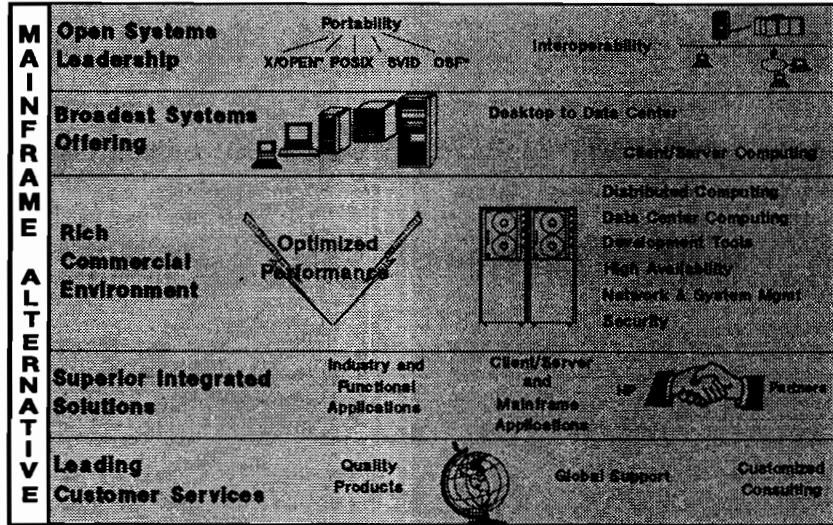 MAINFRAME ALTERNATIVE
Open Systems
Leadership
Portability
X/OPEN™ POSIX SVID OSF™
Interoperability
Broadest Systems
Offering
Desktop to Data Center
Client/Server Computing
Rich
Commercial
Environment
Optimized
Performance
Distributed Computing
Data Center Computing
Development Tools
High Availability
Network & System Mgmt
Security
Superior Integrated
Solutions
Industry and
Functional
Applications
Client/Server
and
Mainframe
Applications
HP
Partners
Leading
Customer Services
Quality
Products
Global Support
Customized
Consulting